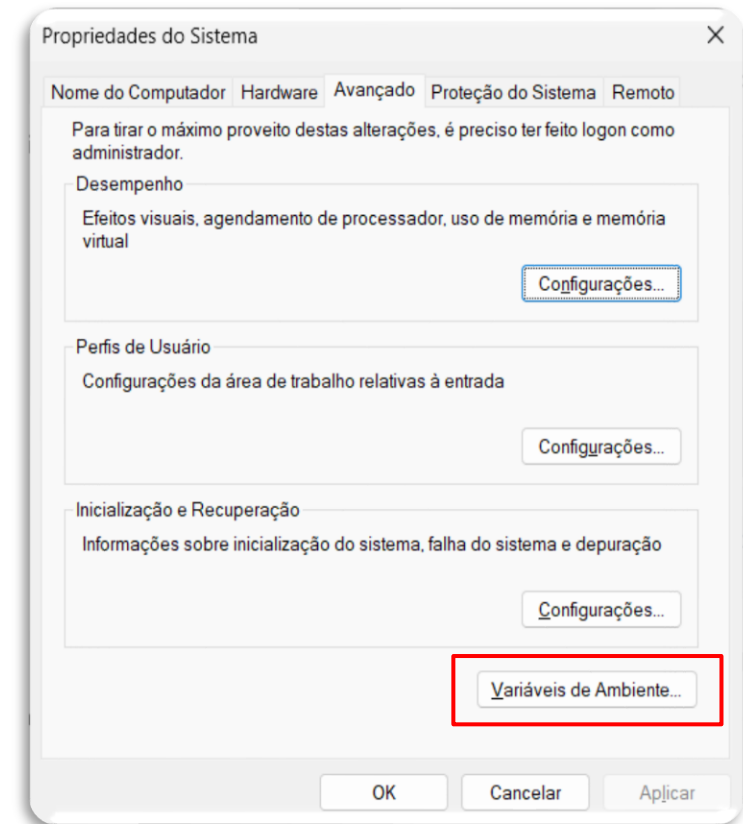 Propriedades do Sistema
Nome do Computador Hardware Avançado Proteção do Sistema Remoto
Para tirar o máximo proveito destas alterações, é preciso ter feito logon como
administrador.
Desempenho
Efeitos visuais, agendamento de processador, uso de memória e memória
virtual
Configurações...
Perfis de Usuário
Configurações da área de trabalho relativas à entrada
Configurações...
Inicialização e Recuperação
Informações sobre inicialização do sistema, falha do sistema e depuração
Configurações...
Variáveis de Ambiente...
OK Cancelar Aplicar